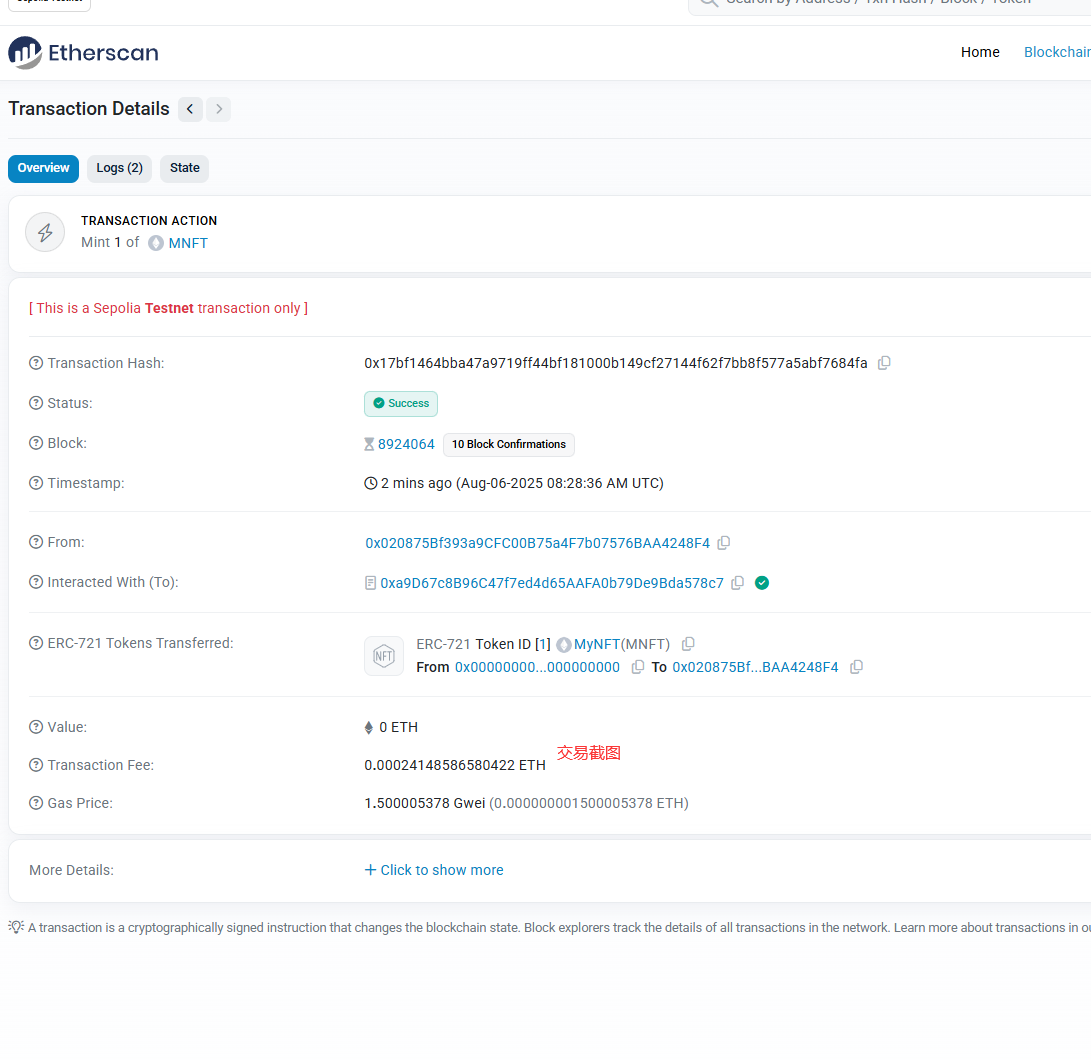 Sepolia Testnet
Search by Address / Txn Hash / Block / Token
Etherscan
Home Blockchain
Transaction Details
Overview Logs (2) State
TRANSACTION ACTION
Mint 1 of MNFT
[ This is a Sepolia Testnet transaction only ]
Transaction Hash: 0x17bf1464bba47a9719ff44bf181000b149cf27144f62f7bb8f577a5abf7684fa
Status: Success
Block: 8924064 10 Block Confirmations
Timestamp: 2 mins ago (Aug-06-2025 08:28:36 AM UTC)
From: 0x020875Bf393a9CFC00B75a4F7b07576BAA4248F4
Interacted With (To): 0xa9D67c8B96C47f7ed4d65AAFA0b79De9Bda578c7
ERC-721 Tokens Transferred: NFT ERC-721 Token ID [1] MyNFT(MNFT)
From 0x00000000...000000000 To 0x020875Bf...BAA4248F4
Value: 0 ETH
交易截图
Transaction Fee: 0.00024148586580422 ETH
Gas Price: 1.500005378 Gwei (0.000000001500005378 ETH)
More Details: + Click to show more
A transaction is a cryptographically signed instruction that changes the blockchain state. Block explorers track the details of all transactions in the network. Learn more about transactions in ou